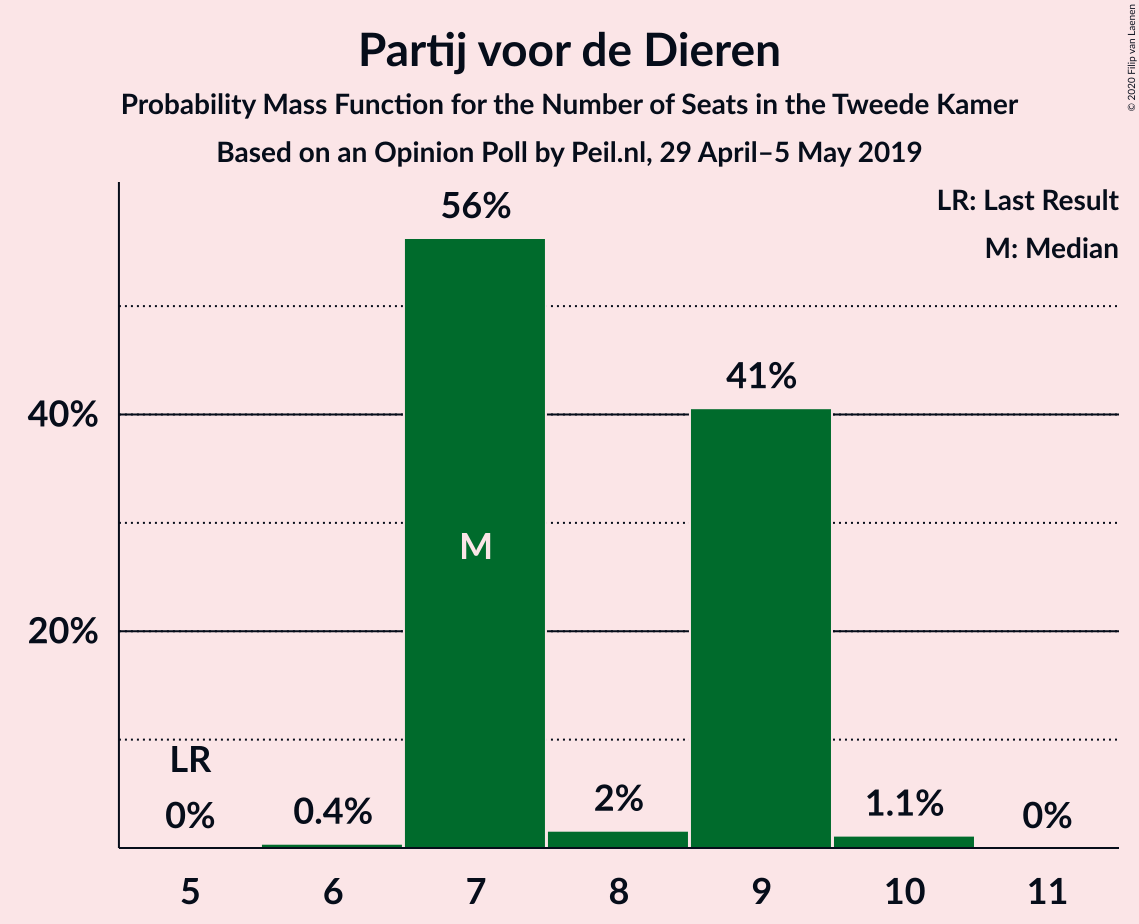 Partij voor de Dieren
Probability Mass Function for the Number of Seats in the Tweede Kamer
Based on an Opinion Poll by Peil.nl, 29 April–5 May 2019
© 2020 Filip van Laenen
LR: Last Result
M: Median
56%
41%
40%
M
20%
LR
0%
0.4%
2%
1.1%
0%
5 6 7 8 9 10 11